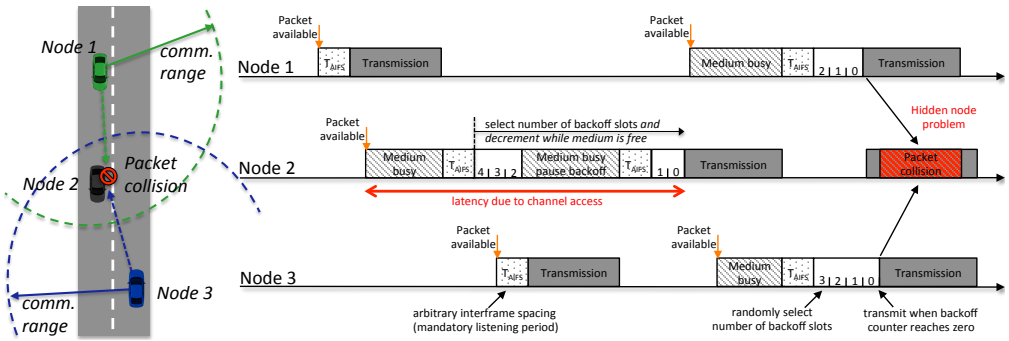 Node 1
comm.
range
Node 2
Packet
collision
Node 3
comm.
range
Node 1
Packet
available
T_AIFS
Transmission
Packet
available
Medium busy
T_AIFS
2 | 1 | 0
Transmission
Hidden node
problem
Node 2
Packet
available
select number of backoff slots and
decrement while medium is free
Medium
busy
T_AIFS
4 | 3 | 2
Medium busy
pause backoff
T_AIFS
1 | 0
Transmission
Packet
collision
latency due to channel access
Node 3
Packet
available
T_AIFS
Transmission
Packet
available
Medium
busy
T_AIFS
3 | 2 | 1 | 0
Transmission
arbitrary interframe spacing
(mandatory listening period)
randomly select
number of backoff slots
transmit when backoff
counter reaches zero